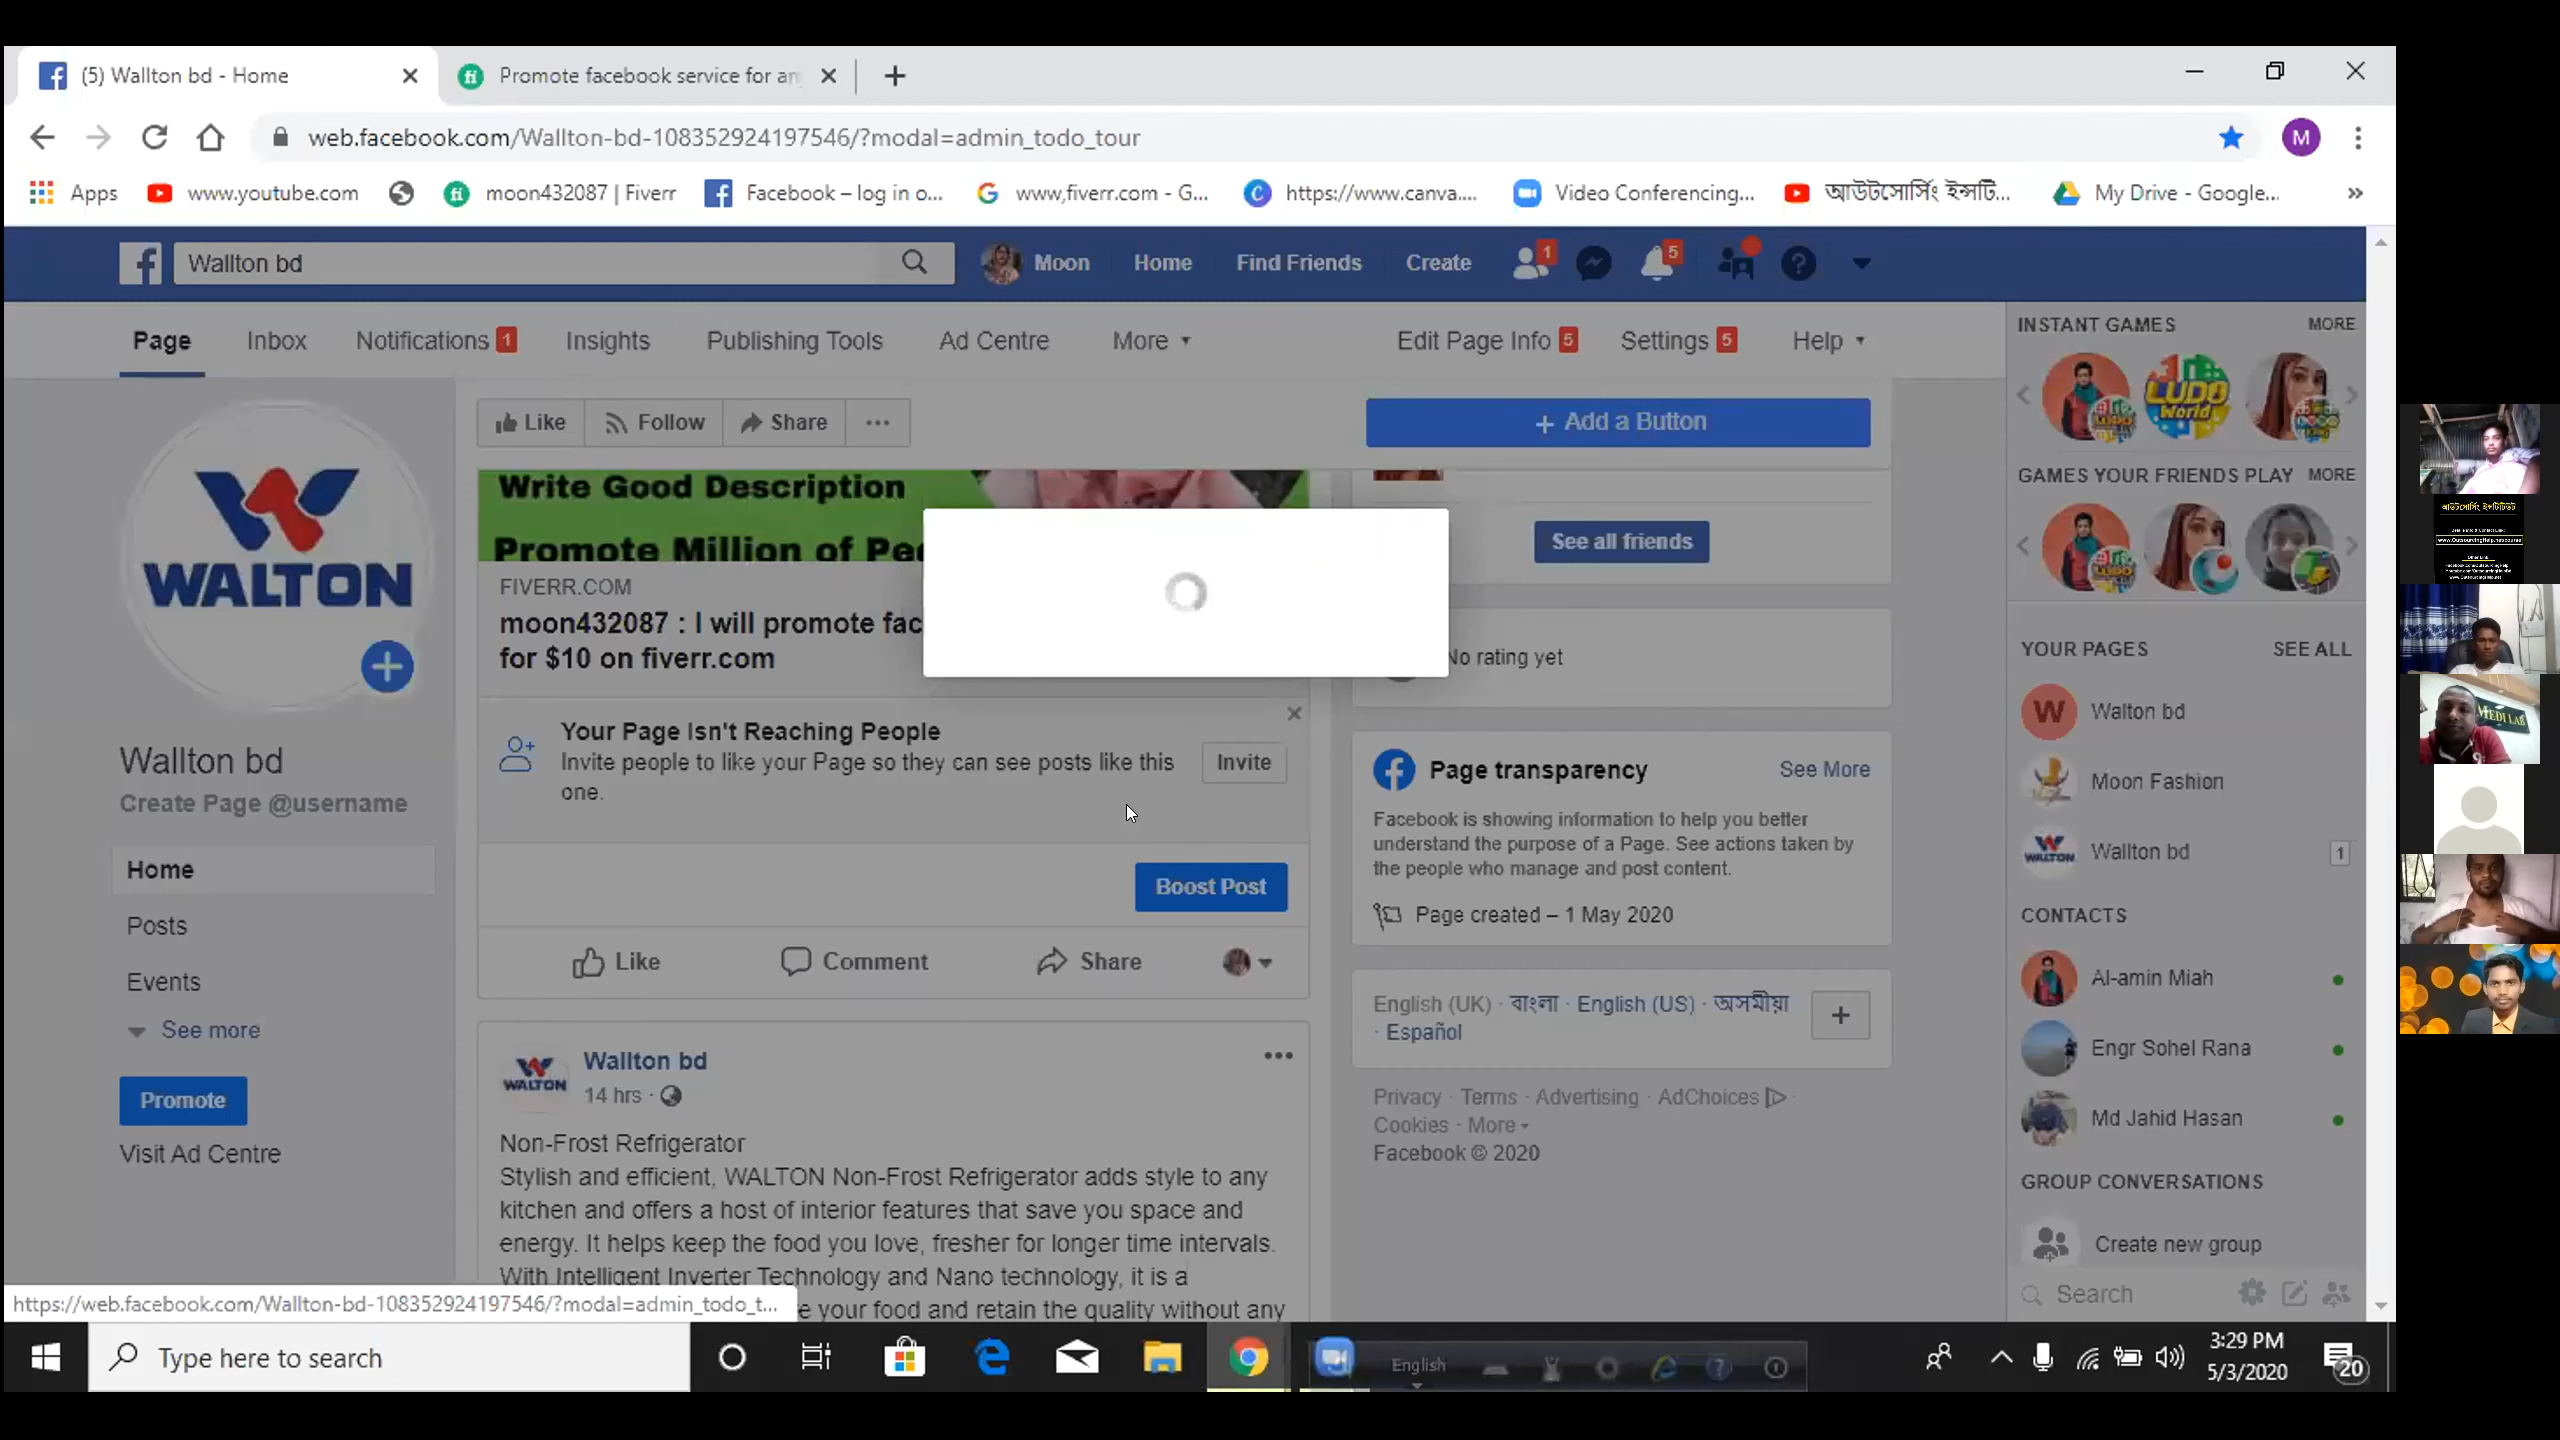 (5) Wallton bd - Home
Promote facebook service for an
web.facebook.com/Wallton-bd-108352924197546/?modal=admin_todo_tour
Apps
www.youtube.com
moon432087 | Fiverr
Facebook – log in o...
www,fiverr.com - G...
https://www.canva....
Video Conferencing...
আউটসোর্সিং ইন্সটি...
My Drive - Google...
Wallton bd
Moon
Home
Find Friends
Create
1
5
Page
Inbox
Notifications 1
Insights
Publishing Tools
Ad Centre
More
Edit Page Info 5
Settings 5
Help
WALTON
Wallton bd
Create Page @username
Home
Posts
Events
See more
Promote
Visit Ad Centre
Like
Follow
Share
+ Add a Button
Write Good Description
Promote Million of Pe
FIVERR.COM
moon432087 : I will promote fac
for $10 on fiverr.com
Your Page Isn't Reaching People
Invite people to like your Page so they can see posts like this
one.
Invite
Boost Post
Like
Comment
Share
Wallton bd
WALTON
14 hrs ·
Non-Frost Refrigerator
Stylish and efficient, WALTON Non-Frost Refrigerator adds style to any
kitchen and offers a host of interior features that save you space and
energy. It helps keep the food you love, fresher for longer time intervals.
With Intelligent Inverter Technology and Nano technology, it is a
e your food and retain the quality without any
https://web.facebook.com/Wallton-bd-108352924197546/?modal=admin_todo_t...
See all friends
No rating yet
Page transparency
See More
Facebook is showing information to help you better
understand the purpose of a Page. See actions taken by
the people who manage and post content.
Page created – 1 May 2020
English (UK) · বাংলা · English (US) · অসমীয়া
· Español
Privacy · Terms · Advertising · AdChoices ·
Cookies · More
Facebook © 2020
INSTANT GAMES
MORE
LUDO
World
GAMES YOUR FRIENDS PLAY
MORE
YOUR PAGES
SEE ALL
W
Walton bd
Moon Fashion
WALTON
Wallton bd
1
CONTACTS
Al-amin Miah
Engr Sohel Rana
Md Jahid Hasan
GROUP CONVERSATIONS
Create new group
Search
MEDI LAB
Type here to search
English
3:29 PM
5/3/2020
20
M